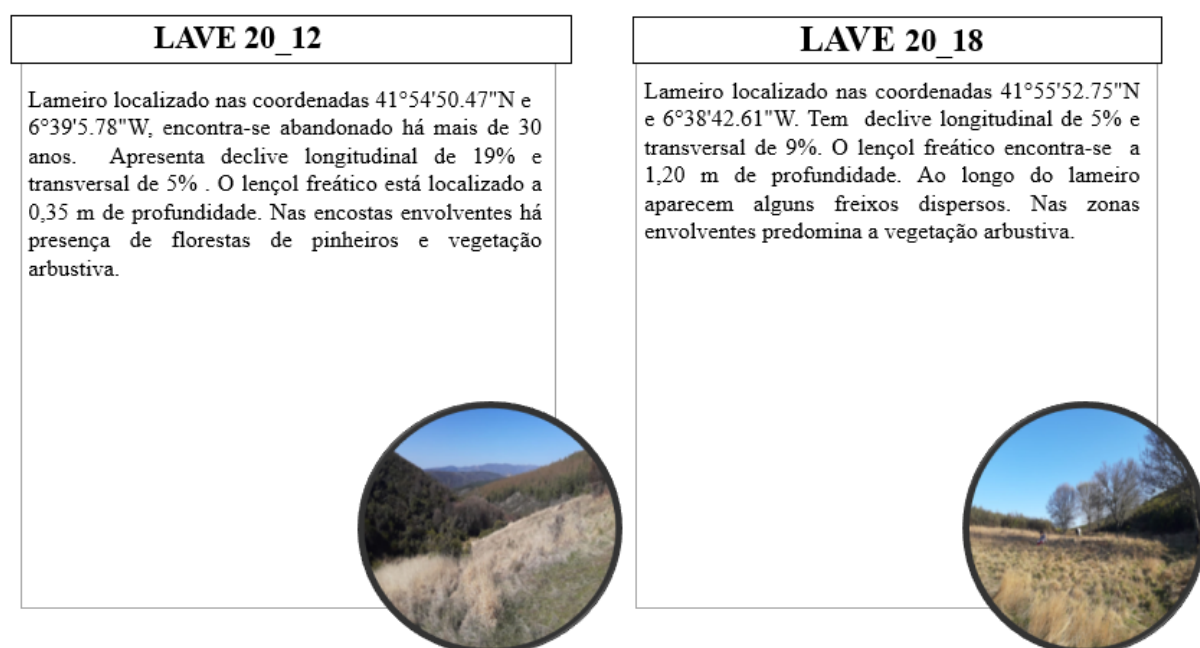 LAVE 20_12
Lameiro localizado nas coordenadas 41°54'50.47"N e
6°39'5.78"W, encontra-se abandonado há mais de 30
anos. Apresenta declive longitudinal de 19% e
transversal de 5% . O lençol freático está localizado a
0,35 m de profundidade. Nas encostas envolventes há
presença de florestas de pinheiros e vegetação
arbustiva.
LAVE 20_18
Lameiro localizado nas coordenadas 41°55'52.75"N
e 6°38'42.61"W. Tem declive longitudinal de 5% e
transversal de 9%. O lençol freático encontra-se a
1,20 m de profundidade. Ao longo do lameiro
aparecem alguns freixos dispersos. Nas zonas
envolventes predomina a vegetação arbustiva.